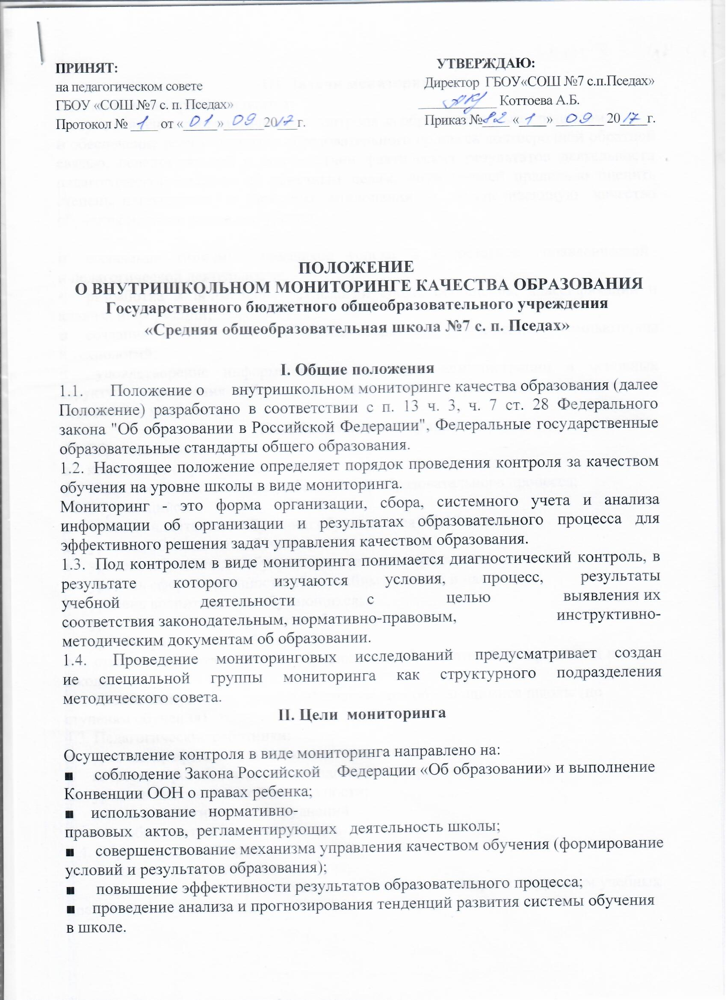 ПРИНЯТ:
на педагогическом совете
ГБОУ «СОШ №7 с. п. Пседах»
Протокол № 1 от «01» 09 2017г.
УТВЕРЖДАЮ:
Директор ГБОУ«СОШ №7 с.п.Пседах»
Коттоева А.Б.
Приказ №82 «1» 09 2017г.
ПОЛОЖЕНИЕ
О ВНУТРИШКОЛЬНОМ МОНИТОРИНГЕ КАЧЕСТВА ОБРАЗОВАНИЯ
Государственного бюджетного общеобразовательного учреждения
«Средняя общеобразовательная школа №7 с. п. Пседах»
I. Общие положения
1.1. Положение о внутришкольном мониторинге качества образования (далее
Положение) разработано в соответствии с п. 13 ч. 3, ч. 7 ст. 28 Федерального
закона "Об образовании в Российской Федерации", Федеральные государственные
образовательные стандарты общего образования.
1.2. Настоящее положение определяет порядок проведения контроля за качеством
обучения на уровне школы в виде мониторинга.
Мониторинг - это форма организации, сбора, системного учета и анализа
информации об организации и результатах образовательного процесса для
эффективного решения задач управления качеством образования.
1.3. Под контролем в виде мониторинга понимается диагностический контроль, в
результате которого изучаются условия, процесс, результаты
учебной деятельности с целью выявления их
соответствия законодательным, нормативно-правовым, инструктивно-
методическим документам об образовании.
1.4. Проведение мониторинговых исследований предусматривает создан
ие специальной группы мониторинга как структурного подразделения
методического совета.
II. Цели мониторинга
Осуществление контроля в виде мониторинга направлено на:
■ соблюдение Закона Российской Федерации «Об образовании» и выполнение
Конвенции ООН о правах ребенка;
■ использование нормативно-
правовых актов, регламентирующих деятельность школы;
■ совершенствование механизма управления качеством обучения (формирование
условий и результатов образования);
■ повышение эффективности результатов образовательного процесса;
■ проведение анализа и прогнозирования тенденций развития системы обучения
в школе.